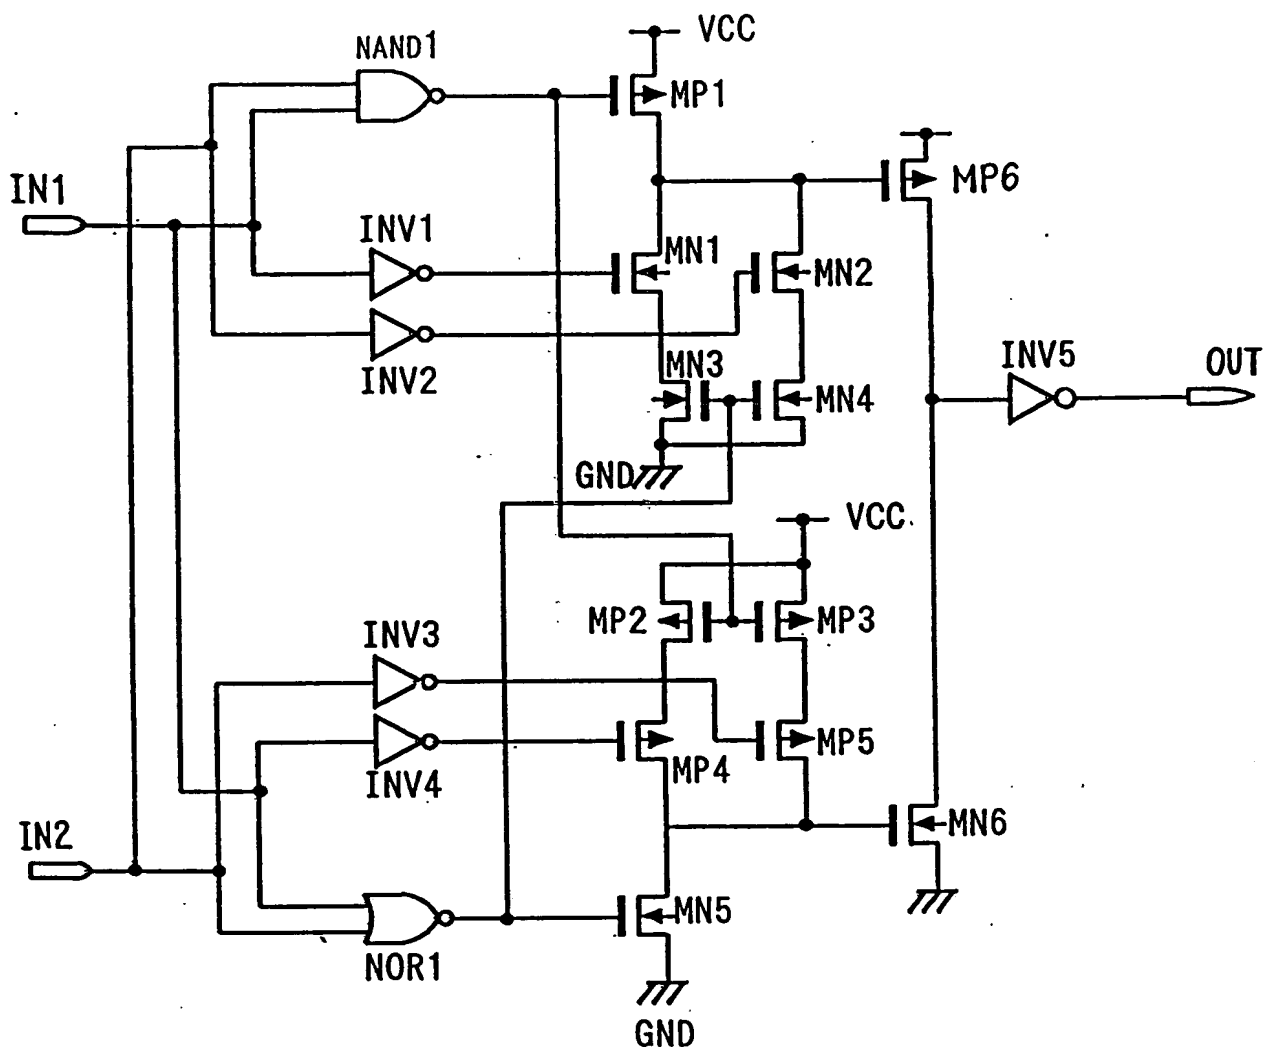 VCC
NAND1
MP1
MP6
IN1
INV1
MN1
MN2
INV2
MN3
MN4
INV5
OUT
GND
VCC
MP2
MP3
INV3
MP5
INV4
MP4
IN2
MN6
MN5
NOR1
GND